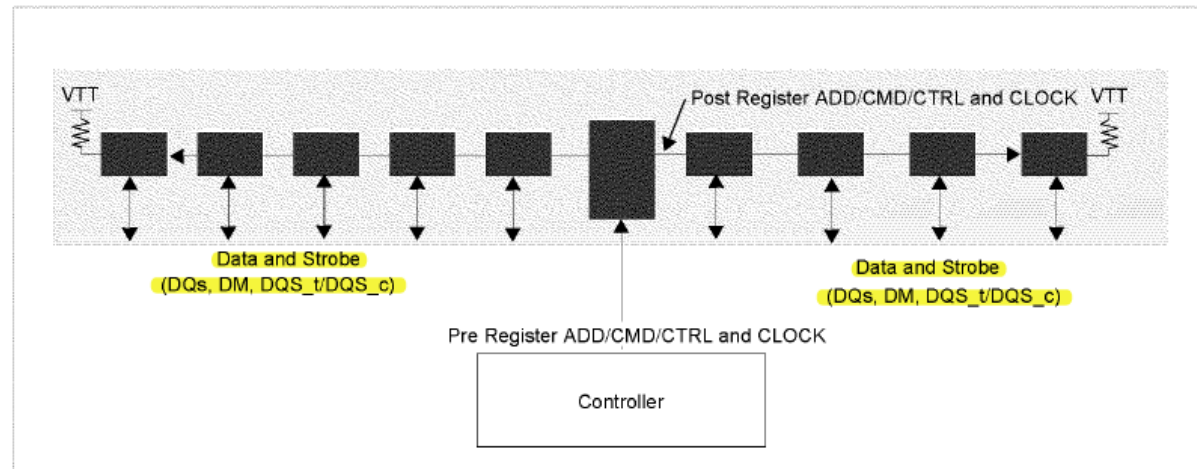 VTT
Post Register ADD/CMD/CTRL and CLOCK
VTT
Data and Strobe
(DQs, DM, DQS_t/DQS_c)
Data and Strobe
(DQs, DM, DQS_t/DQS_c)
Pre Register ADD/CMD/CTRL and CLOCK
Controller